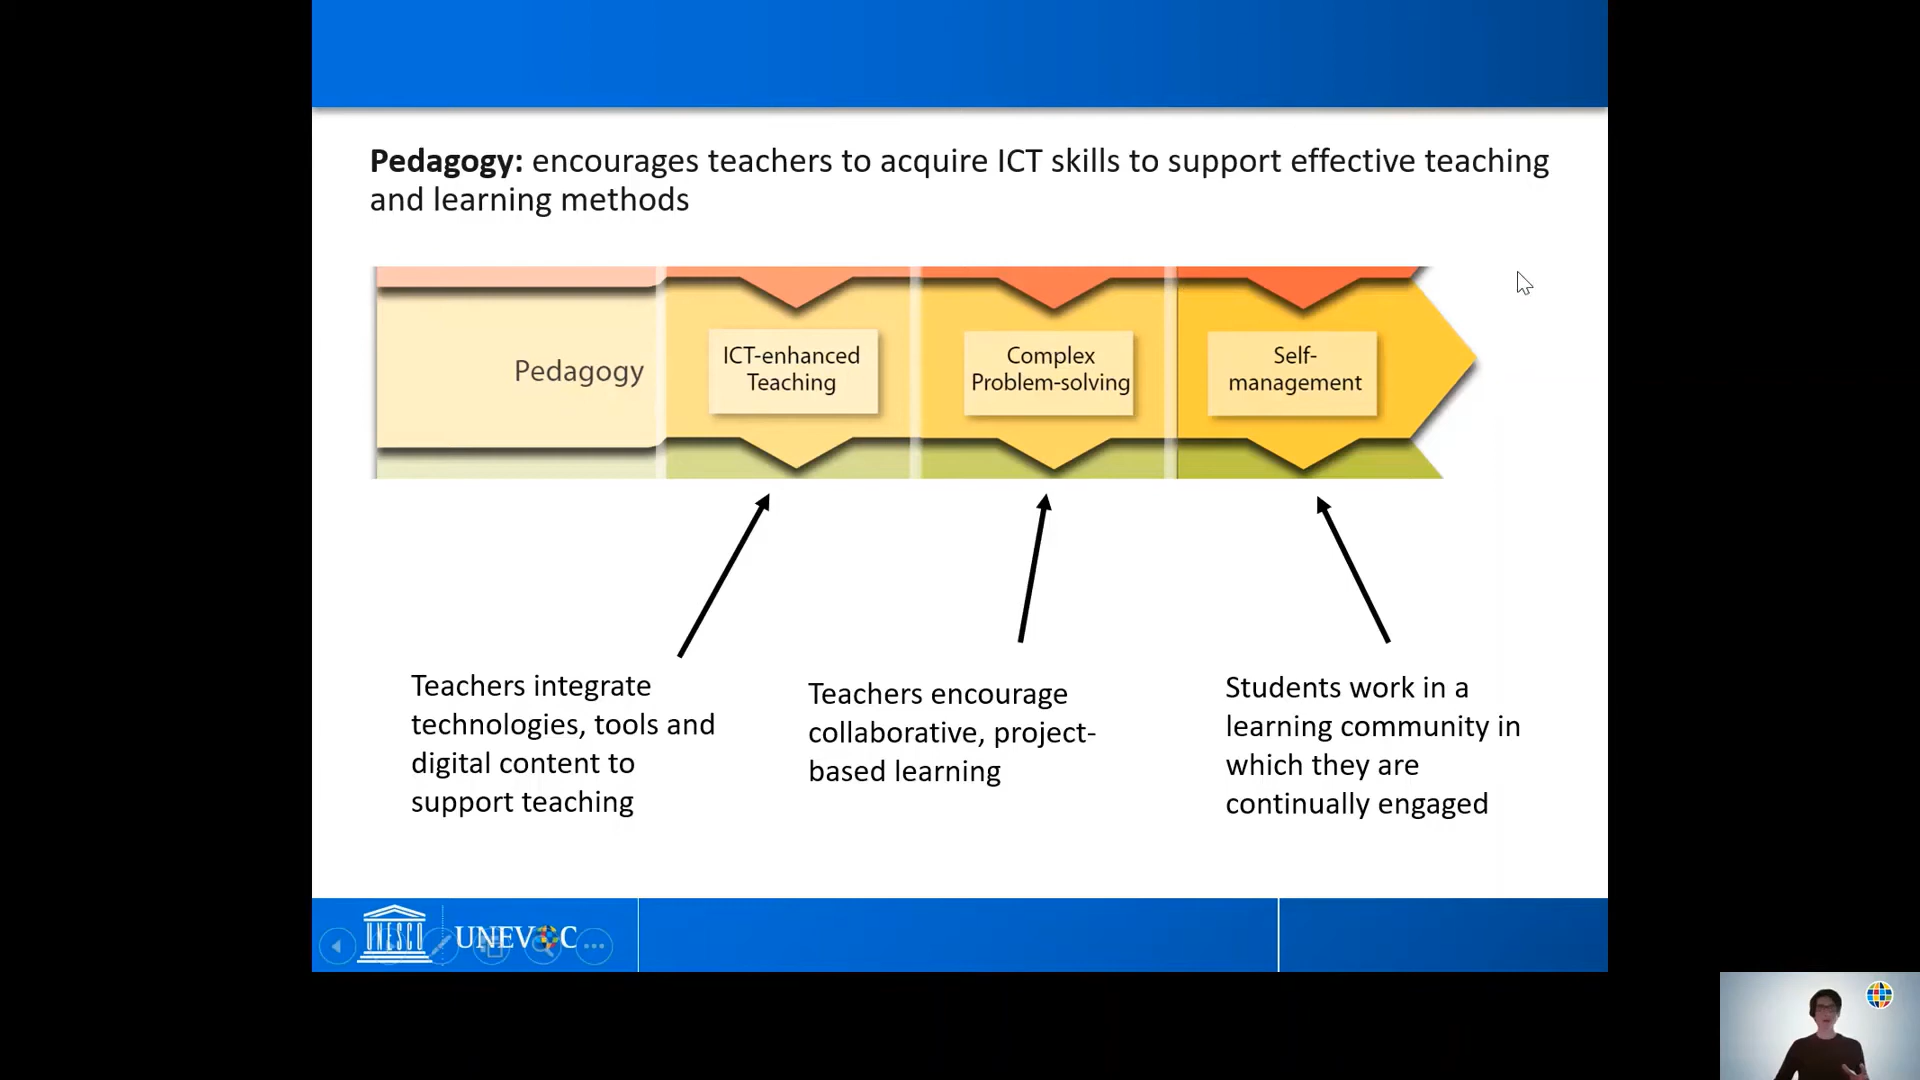 Pedagogy: encourages teachers to acquire ICT skills to support effective teaching
and learning methods
Pedagogy
ICT-enhanced
Teaching
Complex
Problem-solving
Self-
management
Teachers integrate
technologies, tools and
digital content to
support teaching
Teachers encourage
collaborative, project-
based learning
Students work in a
learning community in
which they are
continually engaged
UNESCO
UNEVOC